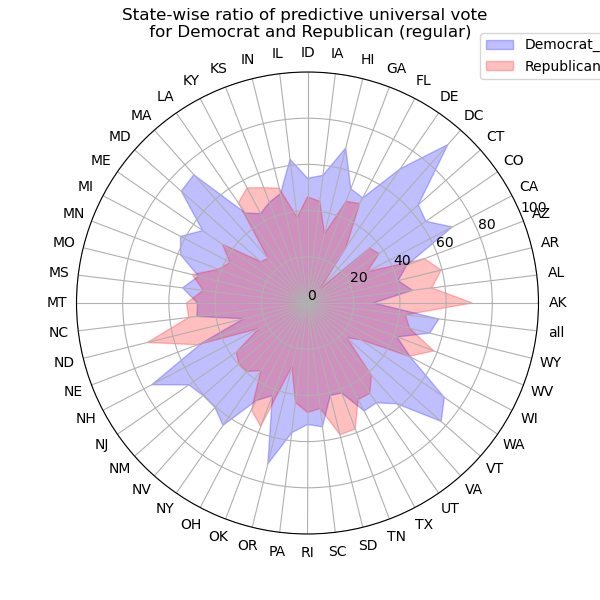 State-wise ratio of predictive universal vote
for Democrat and Republican (regular)
Democrat_
Republican
ID
IA
HI
GA
FL
DE
DC
CT
CO
CA
AZ
AR
AL
AK
all
WY
WV
WI
WA
VT
VA
UT
TX
TN
SD
SC
RI
PA
OR
OK
OH
NY
NV
NM
NJ
NH
NE
ND
NC
MT
MS
MO
MN
MI
ME
MD
MA
LA
KY
KS
IN
IL
0
20
40
60
80
100